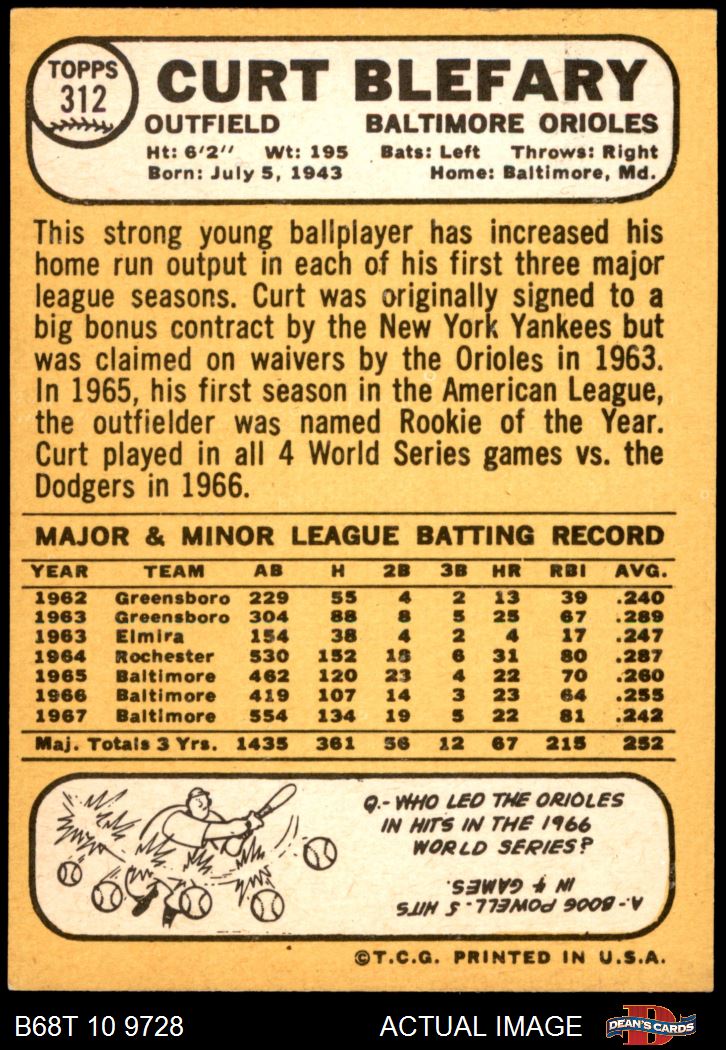 TOPPS
312
CURT BLEFARY
OUTFIELD BALTIMORE ORIOLES
Ht: 6'2" Wt: 195 Bats: Left Throws: Right
Born: July 5, 1943 Home: Baltimore, Md.
This strong young ballplayer has increased his
home run output in each of his first three major
league seasons. Curt was originally signed to a
big bonus contract by the New York Yankees but
was claimed on waivers by the Orioles in 1963.
In 1965, his first season in the American League,
the outfielder was named Rookie of the Year.
Curt played in all 4 World Series games vs. the
Dodgers in 1966.
MAJOR & MINOR LEAGUE BATTING RECORD
YEAR TEAM AB H 2B 3B HR RBI AVG.
1962 Greensboro 229 55 4 2 13 39 .240
1963 Greensboro 304 88 8 5 25 67 .289
1963 Elmira 154 38 4 2 4 17 .247
1964 Rochester 530 152 18 6 31 80 .287
1965 Baltimore 462 120 23 4 22 70 .260
1966 Baltimore 419 107 14 3 23 64 .255
1967 Baltimore 554 134 19 5 22 81 .242
Maj. Totals 3 Yrs. 1435 361 56 12 67 215 252
Q.- WHO LED THE ORIOLES
IN HITS IN THE 1966
WORLD SERIES?
A.- BOOG POWELL - 5 HITS
IN 4 GAMES.
©T.C.G. PRINTED IN U.S.A.
B68T 10 9728 ACTUAL IMAGE D DEAN'S CARDS